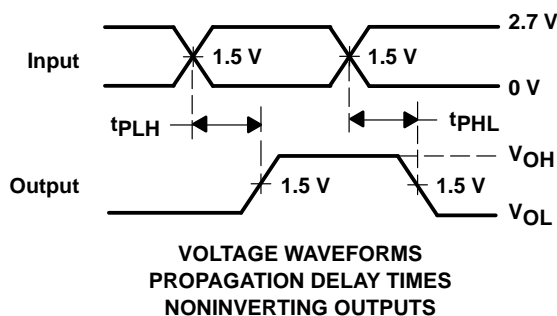 2.7 V
Input
1.5 V
1.5 V
0 V
tPLH
tPHL
VOH
Output
1.5 V
1.5 V
VOL
VOLTAGE WAVEFORMS
PROPAGATION DELAY TIMES
NONINVERTING OUTPUTS